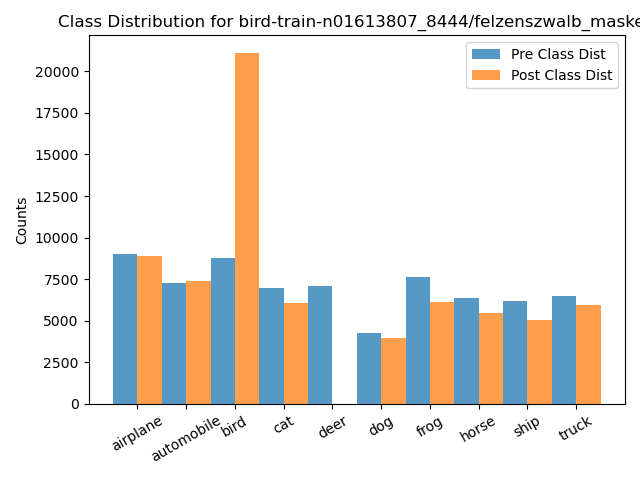 Class Distribution for bird-train-n01613807_8444/felzenszwalb_maske
Pre Class Dist
Post Class Dist
Counts
20000
17500
15000
12500
10000
7500
5000
2500
0
airplane
automobile
bird
cat
deer
dog
frog
horse
ship
truck